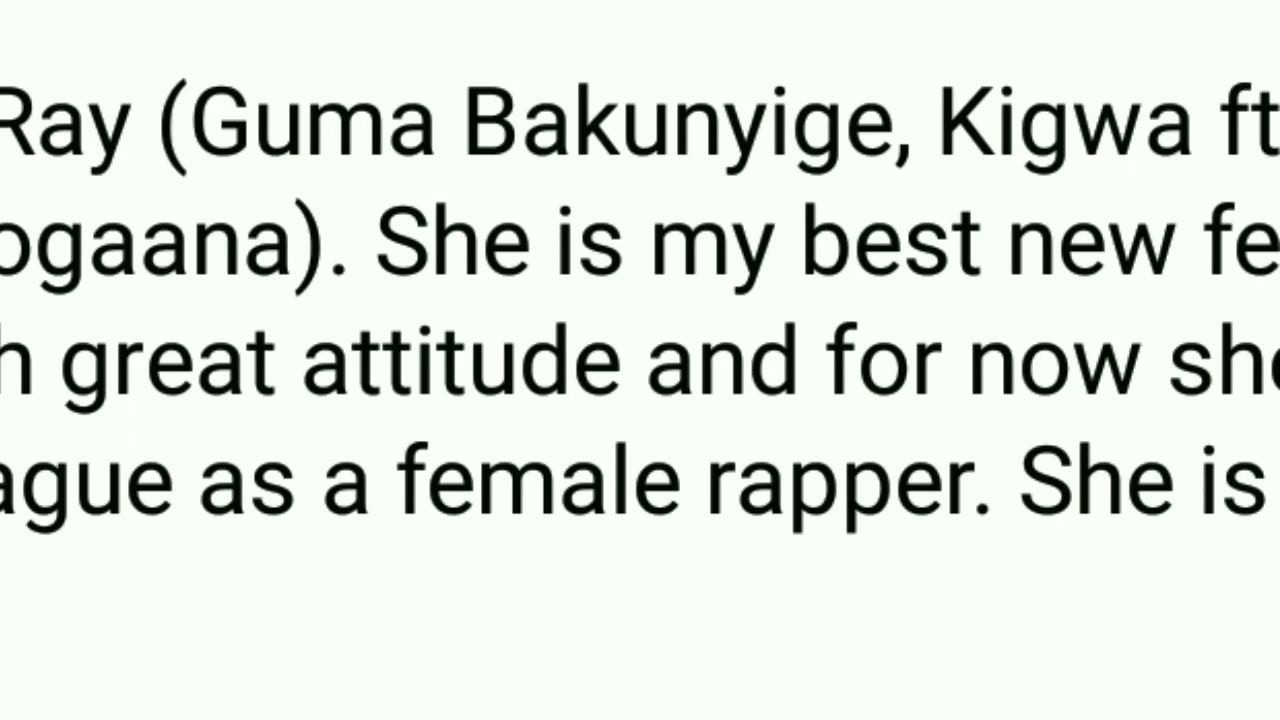 Ray (Guma Bakunyige, Kigwa ft
ogaana). She is my best new fe
h great attitude and for now she
ague as a female rapper. She is